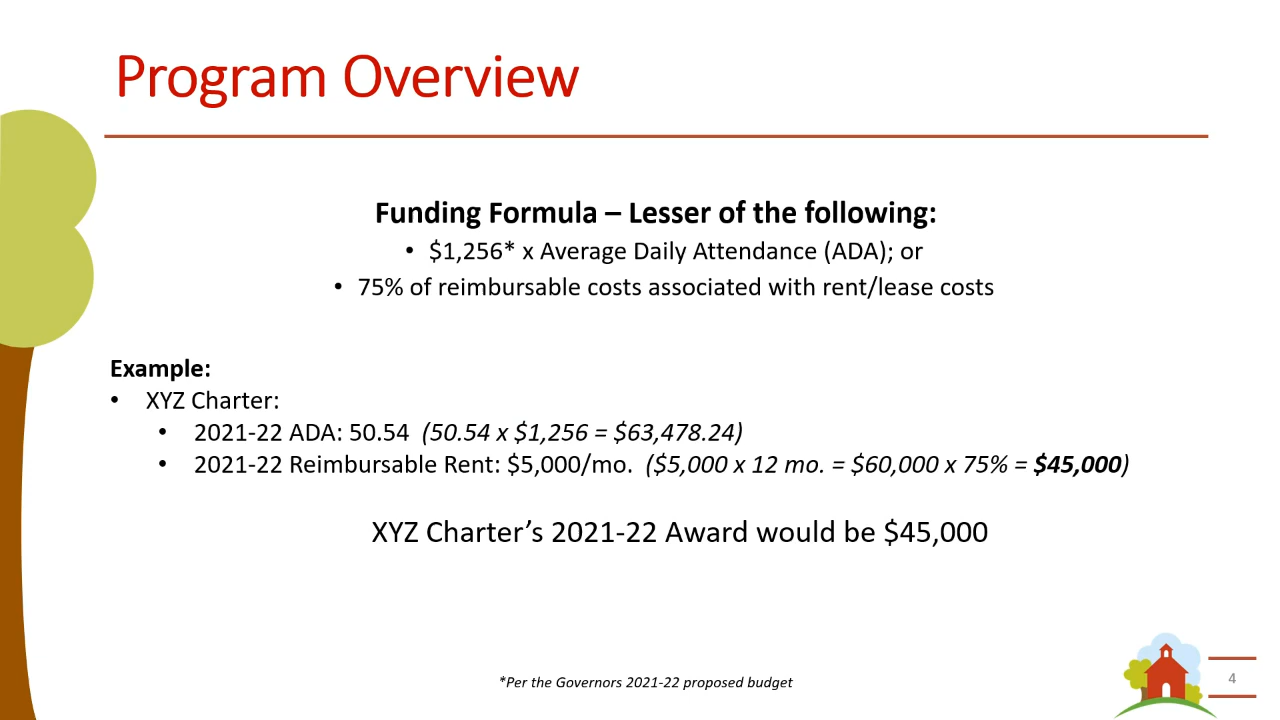 Program Overview
Funding Formula – Lesser of the following:
• $1,256* x Average Daily Attendance (ADA); or
• 75% of reimbursable costs associated with rent/lease costs
Example:
• XYZ Charter:
• 2021-22 ADA: 50.54 (50.54 x $1,256 = $63,478.24)
• 2021-22 Reimbursable Rent: $5,000/mo. ($5,000 x 12 mo. = $60,000 x 75% = $45,000)
XYZ Charter’s 2021-22 Award would be $45,000
*Per the Governors 2021-22 proposed budget
4